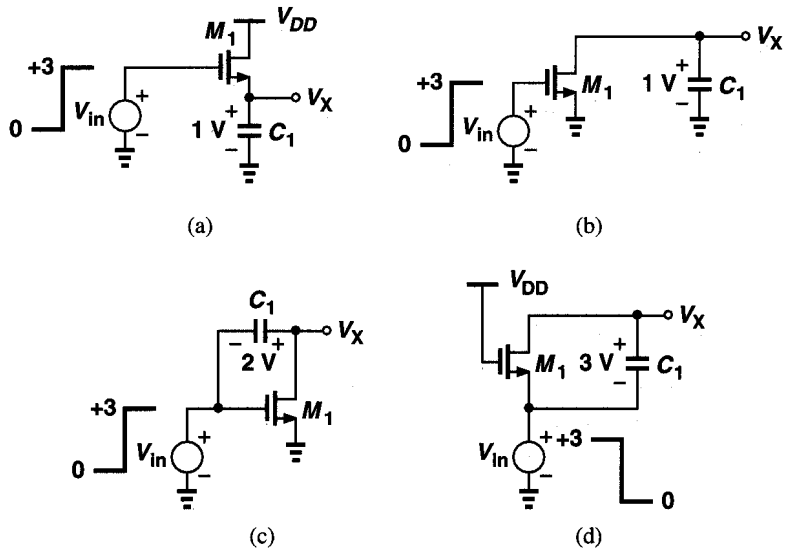 M1 VDD
+3
0
Vin
+
−
VX
+
1 V C1
−
(a)
VX
+3
0
Vin
+
−
M1
+
1 V C1
−
(b)
C1
− 2 V +
VX
+3
0
Vin
+
−
M1
(c)
VDD
VX
M1
+
3 V C1
−
Vin
+
−
+3
0
(d)